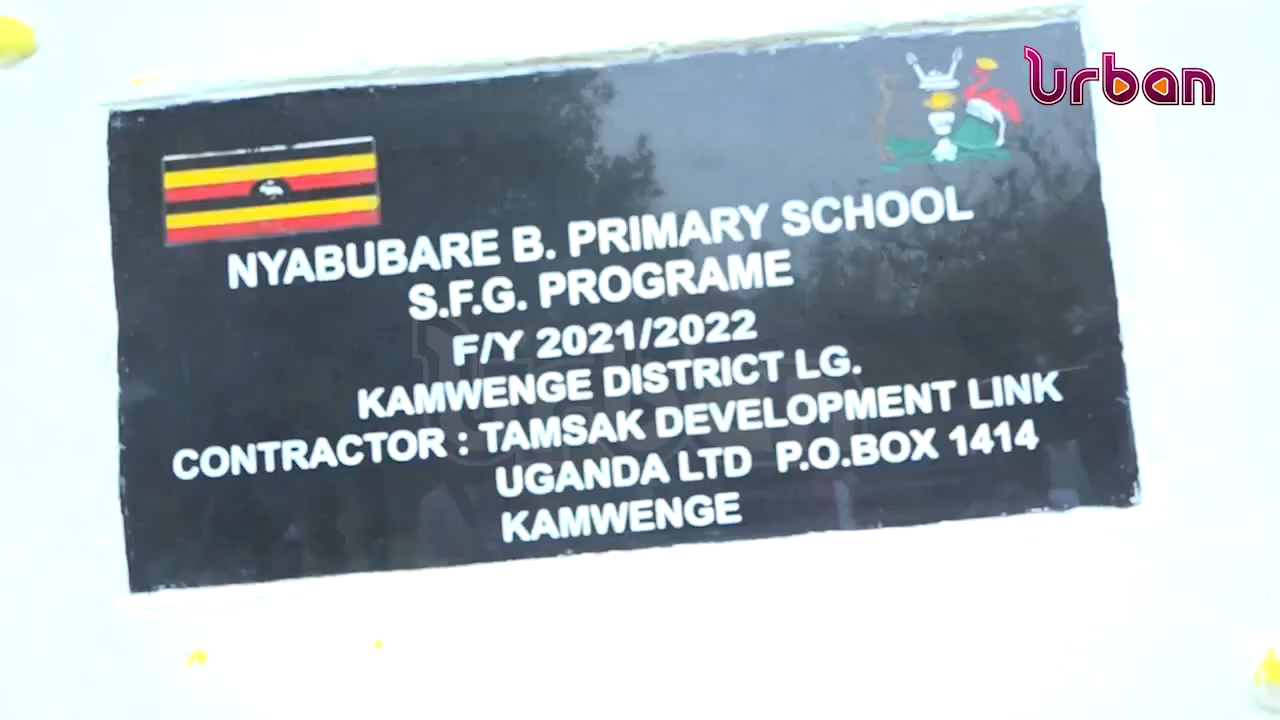 Urban
NYABUBARE B. PRIMARY SCHOOL
S.F.G. PROGRAME
F/Y 2021/2022
KAMWENGE DISTRICT LG.
CONTRACTOR : TAMSAK DEVELOPMENT LINK
UGANDA LTD P.O.BOX 1414
KAMWENGE